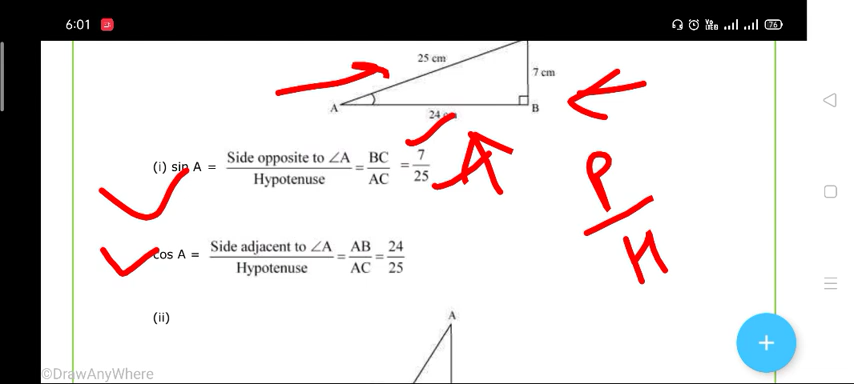 6:01
76
25 cm
7 cm
A
B
24 cm
(i) sin A = Side opposite to ∠A / Hypotenuse = BC / AC = 7 / 25
P / H
cos A = Side adjacent to ∠A / Hypotenuse = AB / AC = 24 / 25
(ii)
A
+
©DrawAnyWhere